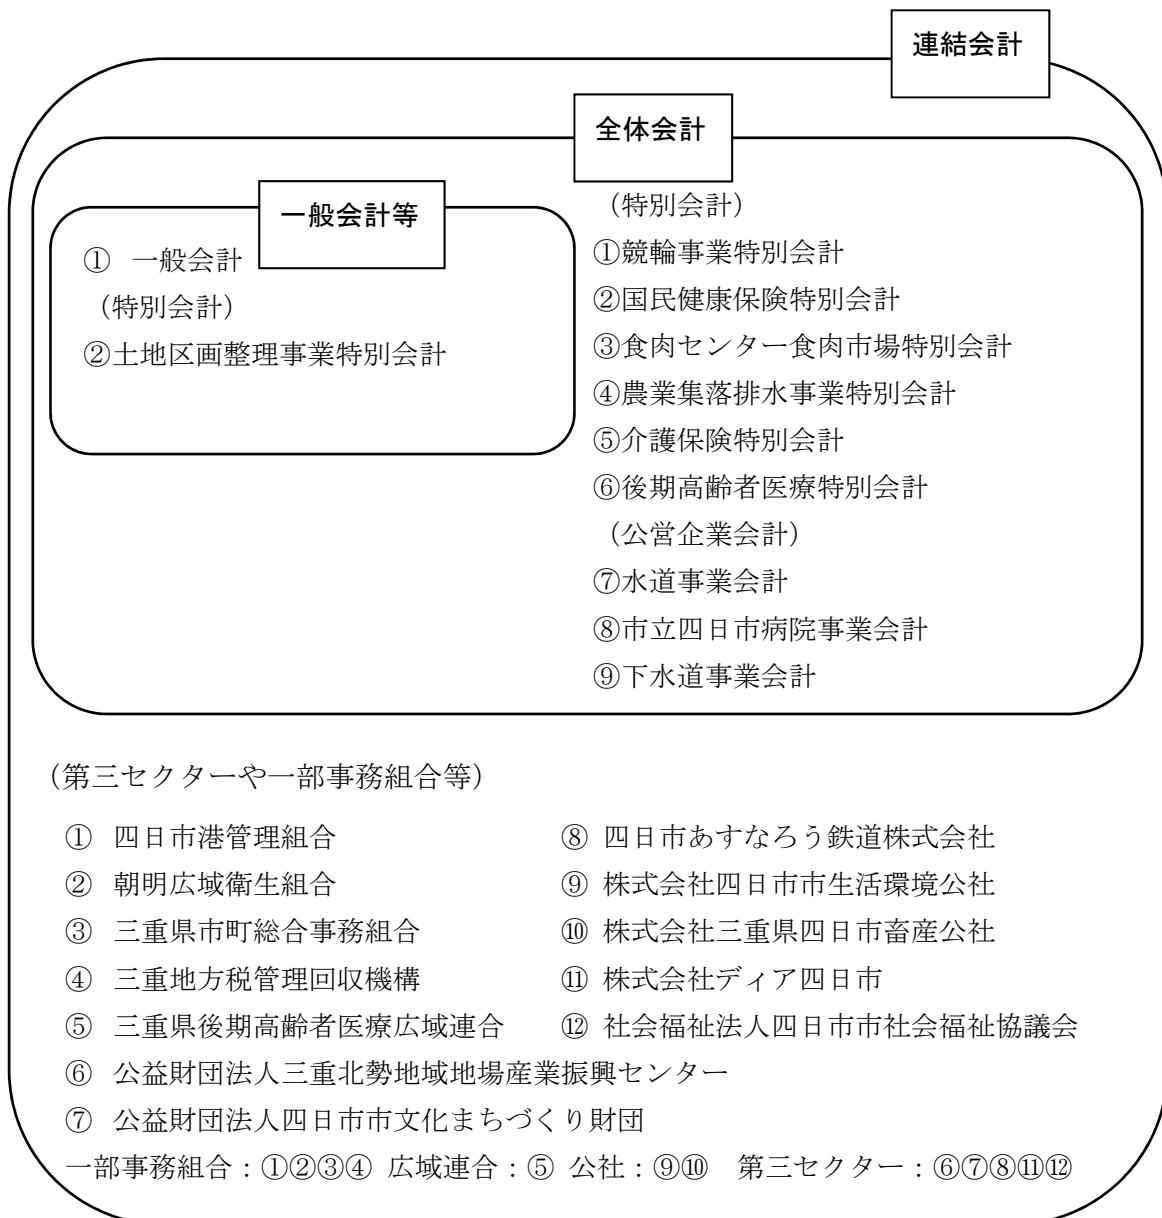 連結会計
全体会計
一般会計等
① 一般会計
（特別会計）
②土地区画整理事業特別会計
（特別会計）
①競輪事業特別会計
②国民健康保険特別会計
③食肉センター食肉市場特別会計
④農業集落排水事業特別会計
⑤介護保険特別会計
⑥後期高齢者医療特別会計
（公営企業会計）
⑦水道事業会計
⑧市立四日市病院事業会計
⑨下水道事業会計
（第三セクターや一部事務組合等）
① 四日市港管理組合
② 朝明広域衛生組合
③ 三重県市町総合事務組合
④ 三重地方税管理回収機構
⑤ 三重県後期高齢者医療広域連合
⑥ 公益財団法人三重北勢地域地場産業振興センター
⑦ 公益財団法人四日市市文化まちづくり財団
⑧ 四日市あすなろう鉄道株式会社
⑨ 株式会社四日市市生活環境公社
⑩ 株式会社三重県四日市畜産公社
⑪ 株式会社ディア四日市
⑫ 社会福祉法人四日市市社会福祉協議会
一部事務組合：①②③④ 広域連合：⑤ 公社：⑨⑩　第三セクター：⑥⑦⑧⑪⑫